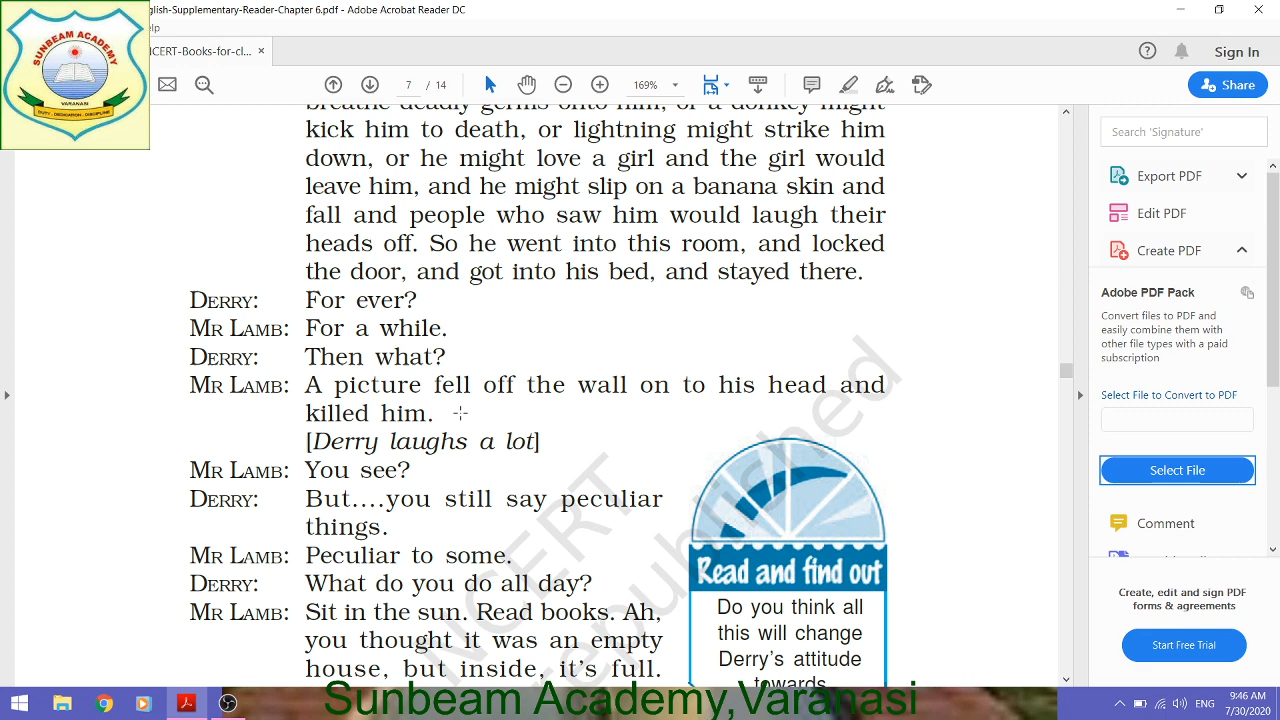 nglish-Supplementary-Reader-Chapter 6.pdf - Adobe Acrobat Reader DC
elp
ICERT-Books-for-cl... ×
Sign In
7 / 14
169%
Share
SUNBEAM ACADEMY
VARANASI
DUTY - DEDICATION - DISCIPLINE
might
kick him to death, or lightning might strike him
down, or he might love a girl and the girl would
leave him, and he might slip on a banana skin and
fall and people who saw him would laugh their
heads off. So he went into this room, and locked
the door, and got into his bed, and stayed there.
DERRY: For ever?
MR LAMB: For a while.
DERRY: Then what?
MR LAMB: A picture fell off the wall on to his head and
killed him.
[Derry laughs a lot]
MR LAMB: You see?
DERRY: But....you still say peculiar
things.
MR LAMB: Peculiar to some.
DERRY: What do you do all day?
MR LAMB: Sit in the sun. Read books. Ah,
you thought it was an empty
house, but inside, it's full.
Read and find out
Do you think all
this will change
Derry's attitude
towards
NCERT
republished
Search 'Signature'
Export PDF
Edit PDF
Create PDF
Adobe PDF Pack
Convert files to PDF and
easily combine them with
other file types with a paid
subscription
Select File to Convert to PDF
Select File
Comment
Create, edit and sign PDF
forms & agreements
Start Free Trial
Sunbeam Academy,Varanasi
ENG
9:46 AM
7/30/2020